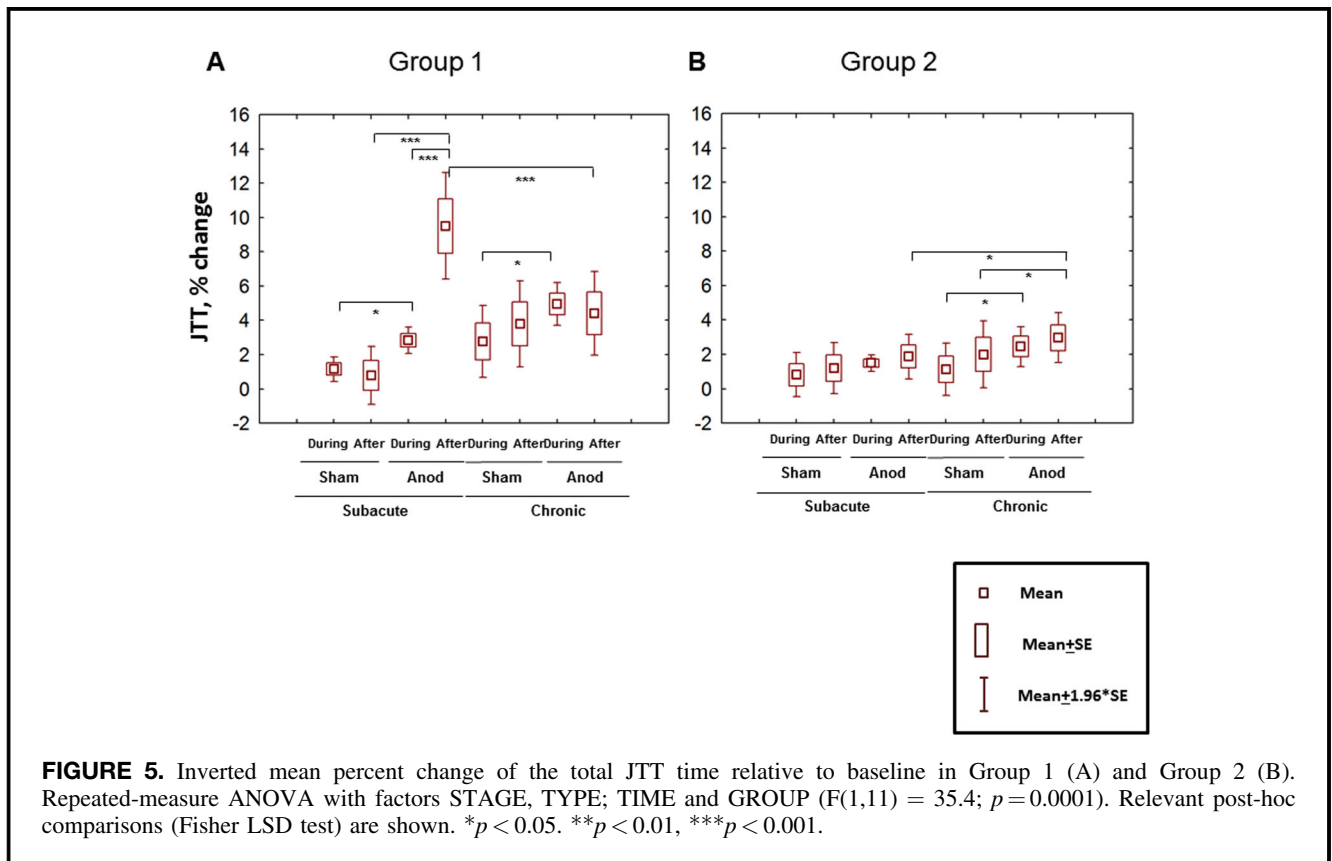 A Group 1
B Group 2
JTT, % change
16
14
12
10
8
6
4
2
0
-2
***
***
***
*
*
During After During After During After During After
Sham Anod Sham Anod
Subacute Chronic
16
14
12
10
8
6
4
2
0
-2
*
*
*
During After During After During After During After
Sham Anod Sham Anod
Subacute Chronic
Mean
Mean±SE
Mean±1.96*SE
FIGURE 5. Inverted mean percent change of the total JTT time relative to baseline in Group 1 (A) and Group 2 (B).
Repeated-measure ANOVA with factors STAGE, TYPE; TIME and GROUP (F(1,11) = 35.4; p = 0.0001). Relevant post-hoc
comparisons (Fisher LSD test) are shown. *p < 0.05. **p < 0.01, ***p < 0.001.